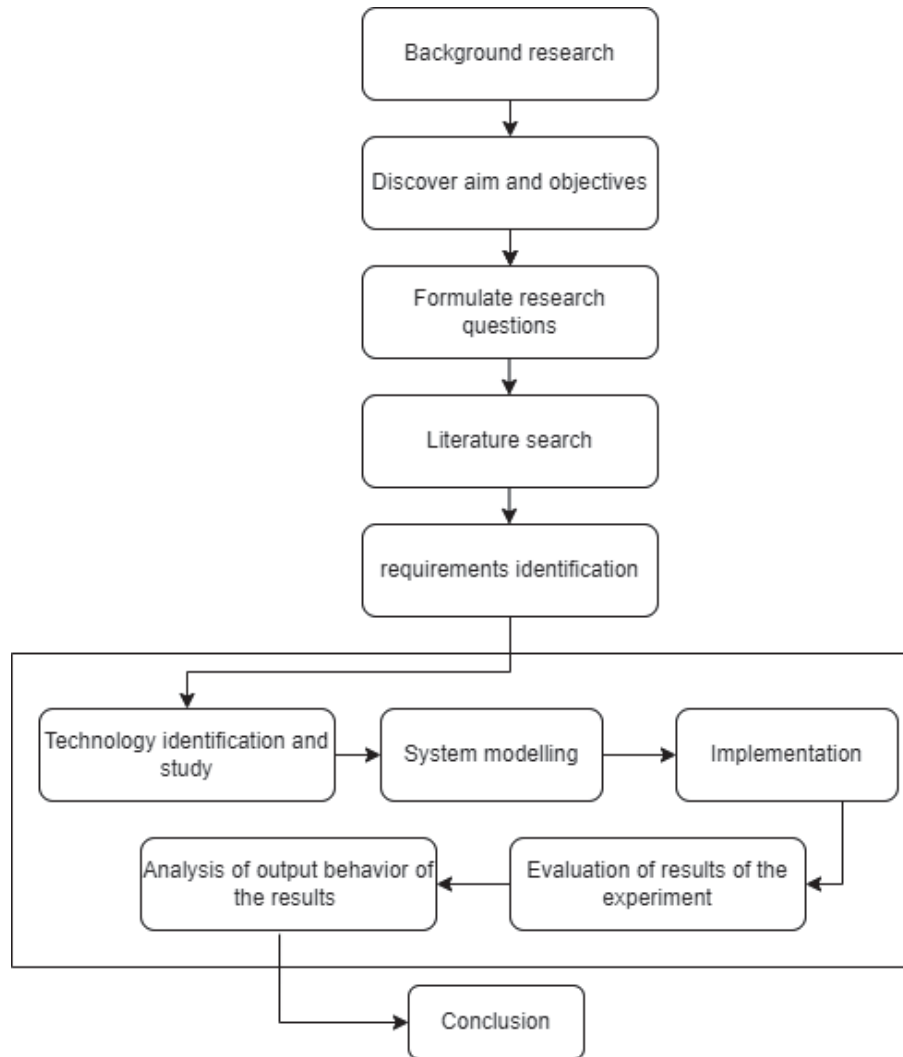 Background research
Discover aim and objectives
Formulate research
questions
Literature search
requirements identification
Technology identification and
study
System modelling
Implementation
Evaluation of results of the
experiment
Analysis of output behavior of
the results
Conclusion